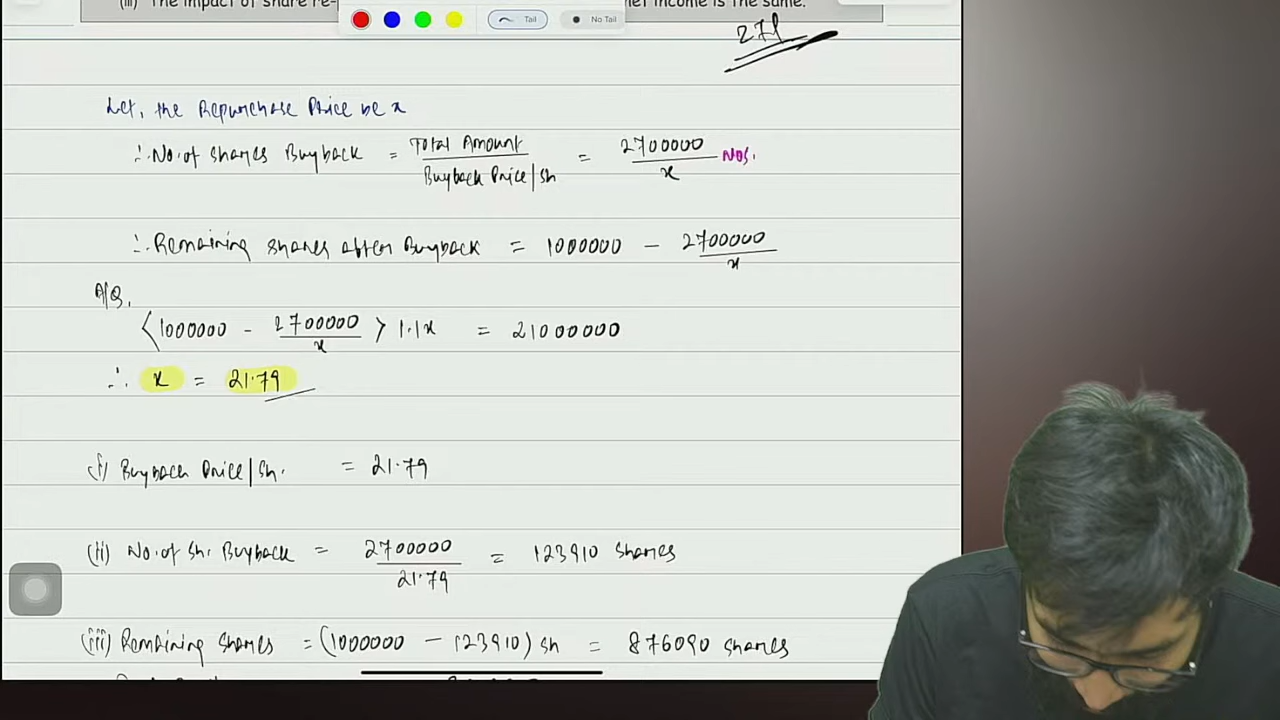 (iii) The impact of share re-
net income is the same.
Tail
No Tail
27l
Let, the Repurchase Price be x
∴ No. of shares Buyback = Total Amount / Buyback Price/sh = 2700000 / x Nos.
∴ Remaining shares after Buyback = 1000000 - 2700000 / x
A/Q,
<1000000 - 2700000 / x > 1.1x = 21000000
∴ x = 21.79
(i) Buyback Price/sh. = 21.79
(ii) No. of sh. Buyback = 2700000 / 21.79 = 123910 shares
(iii) Remaining shares = (1000000 - 123910) sh = 876090 shares